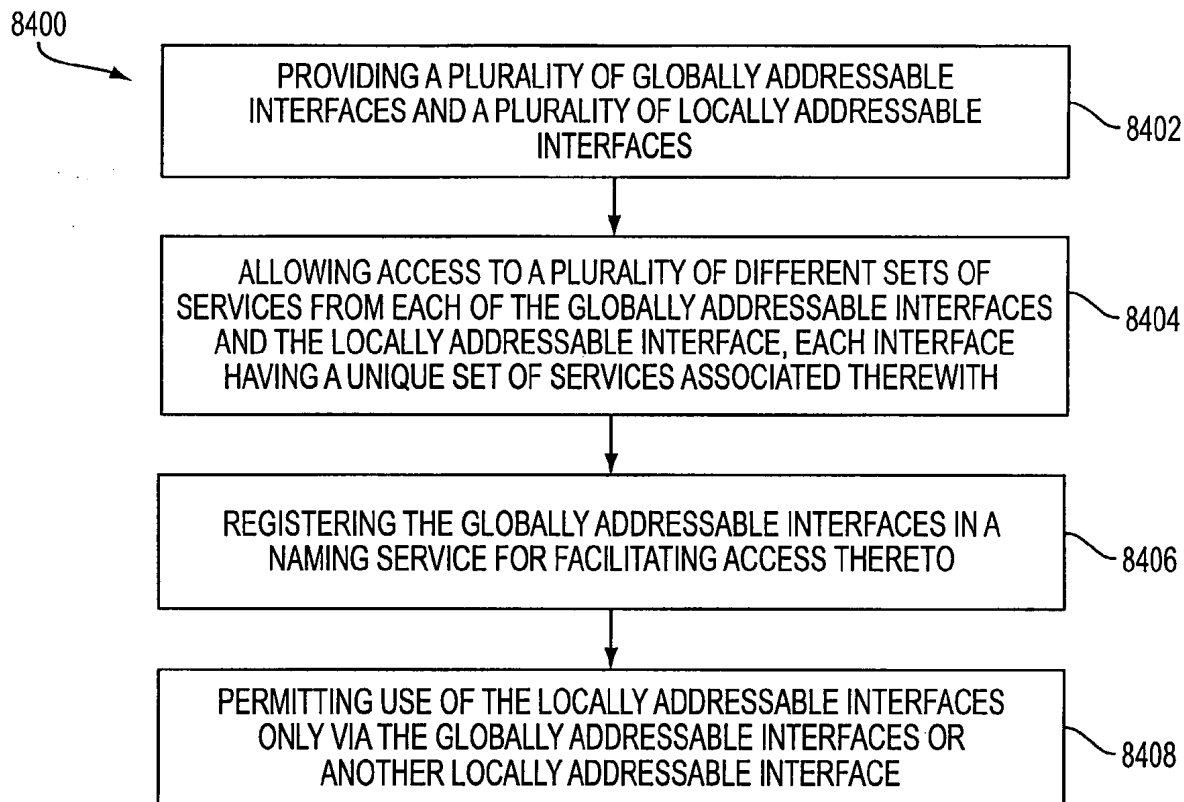 8400
PROVIDING A PLURALITY OF GLOBALLY ADDRESSABLE
INTERFACES AND A PLURALITY OF LOCALLY ADDRESSABLE
INTERFACES
8402
ALLOWING ACCESS TO A PLURALITY OF DIFFERENT SETS OF
SERVICES FROM EACH OF THE GLOBALLY ADDRESSABLE INTERFACES
AND THE LOCALLY ADDRESSABLE INTERFACE, EACH INTERFACE
HAVING A UNIQUE SET OF SERVICES ASSOCIATED THEREWITH
8404
REGISTERING THE GLOBALLY ADDRESSABLE INTERFACES IN A
NAMING SERVICE FOR FACILITATING ACCESS THERETO
8406
PERMITTING USE OF THE LOCALLY ADDRESSABLE INTERFACES
ONLY VIA THE GLOBALLY ADDRESSABLE INTERFACES OR
ANOTHER LOCALLY ADDRESSABLE INTERFACE
8408